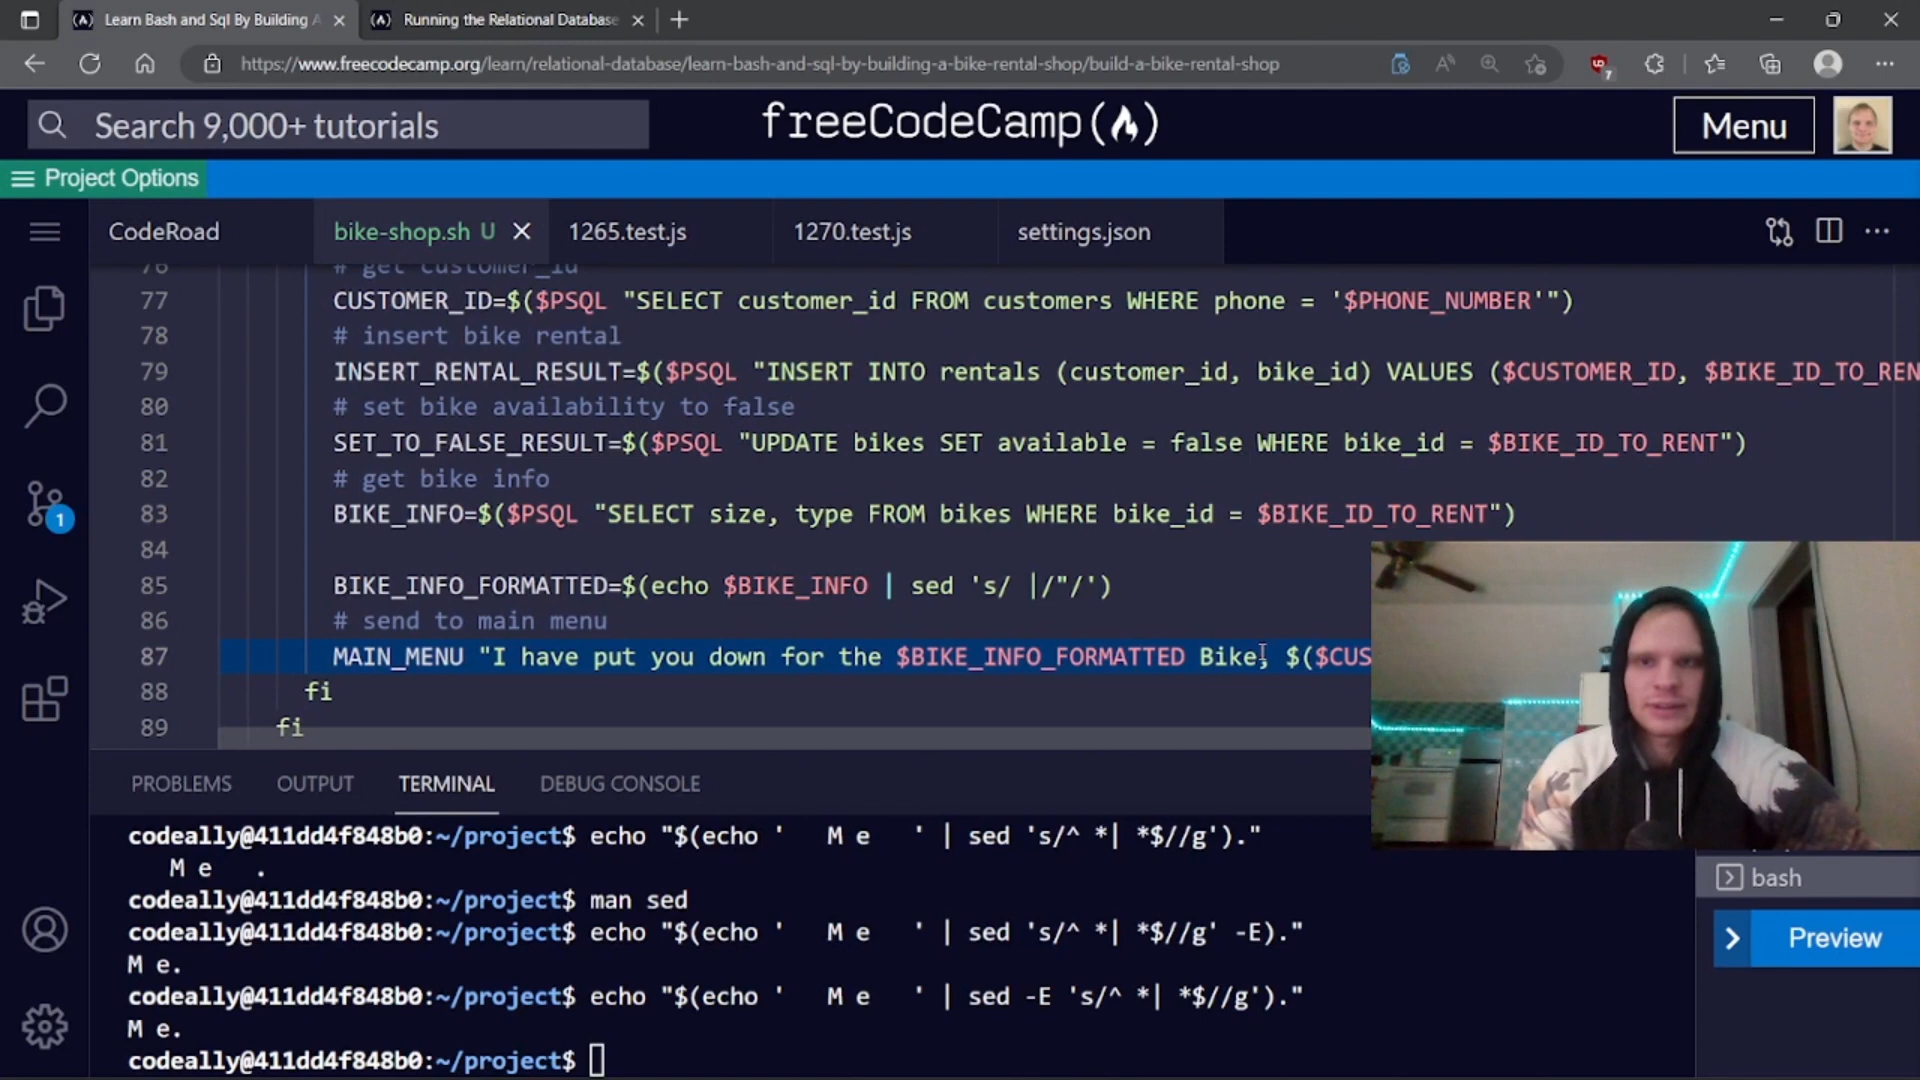 Learn Bash and Sql By Building A
Running the Relational Database
https://www.freecodecamp.org/learn/relational-database/learn-bash-and-sql-by-building-a-bike-rental-shop/build-a-bike-rental-shop
7
Search 9,000+ tutorials
freeCodeCamp
Menu
Project Options
CodeRoad
bike-shop.sh U
1265.test.js
1270.test.js
settings.json
76 # get customer_id
77 CUSTOMER_ID=$($PSQL "SELECT customer_id FROM customers WHERE phone = '$PHONE_NUMBER'")
78 # insert bike rental
79 INSERT_RENTAL_RESULT=$($PSQL "INSERT INTO rentals (customer_id, bike_id) VALUES ($CUSTOMER_ID, $BIKE_ID_TO_REN
80 # set bike availability to false
81 SET_TO_FALSE_RESULT=$($PSQL "UPDATE bikes SET available = false WHERE bike_id = $BIKE_ID_TO_RENT")
82 # get bike info
83 BIKE_INFO=$($PSQL "SELECT size, type FROM bikes WHERE bike_id = $BIKE_ID_TO_RENT")
84
85 BIKE_INFO_FORMATTED=$(echo $BIKE_INFO | sed 's/ |/"/')
86 # send to main menu
87 MAIN_MENU "I have put you down for the $BIKE_INFO_FORMATTED Bike, $($CUS
88 fi
89 fi
1
PROBLEMS
OUTPUT
TERMINAL
DEBUG CONSOLE
codeally@411dd4f848b0:~/project$ echo "$(echo '   M e   ' | sed 's/^ *| *$//g')."
   M e   .
codeally@411dd4f848b0:~/project$ man sed
codeally@411dd4f848b0:~/project$ echo "$(echo '   M e   ' | sed 's/^ *| *$//g' -E)."
M e.
codeally@411dd4f848b0:~/project$ echo "$(echo '   M e   ' | sed -E 's/^ *| *$//g')."
M e.
codeally@411dd4f848b0:~/project$
bash
Preview